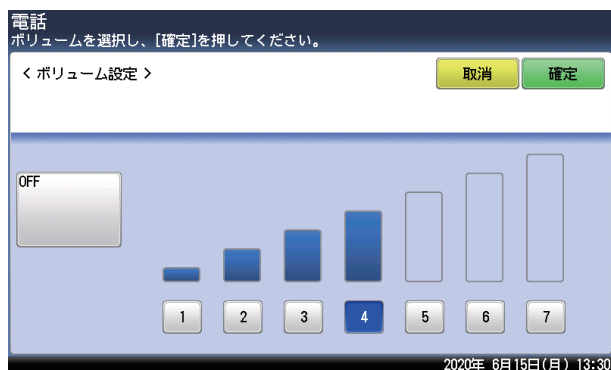 電話
ボリュームを選択し、[確定]を押してください。
< ボリューム設定 >
取消
確定
OFF
1 2 3 4 5 6 7
2020年 6月15日(月) 13:30